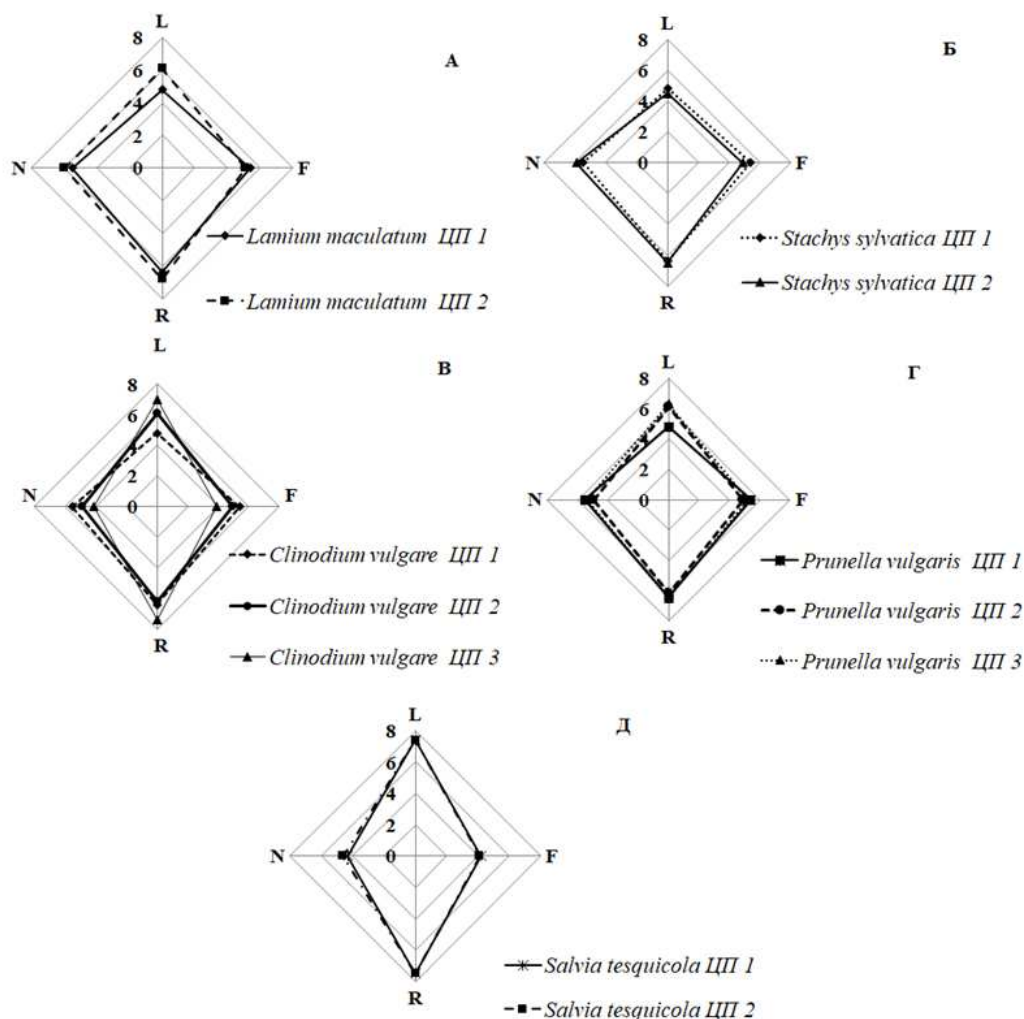 L
А
8
6
4
2
0
N
F
R
Lamium maculatum ЦП 1
Lamium maculatum ЦП 2
L
Б
8
6
4
2
0
N
F
R
Stachys sylvatica ЦП 1
Stachys sylvatica ЦП 2
L
В
8
6
4
2
0
N
F
R
Clinodium vulgare ЦП 1
Clinodium vulgare ЦП 2
Clinodium vulgare ЦП 3
L
Г
8
6
4
2
0
N
F
R
Prunella vulgaris ЦП 1
Prunella vulgaris ЦП 2
Prunella vulgaris ЦП 3
L
Д
8
6
4
2
0
N
F
R
Salvia tesquicola ЦП 1
Salvia tesquicola ЦП 2